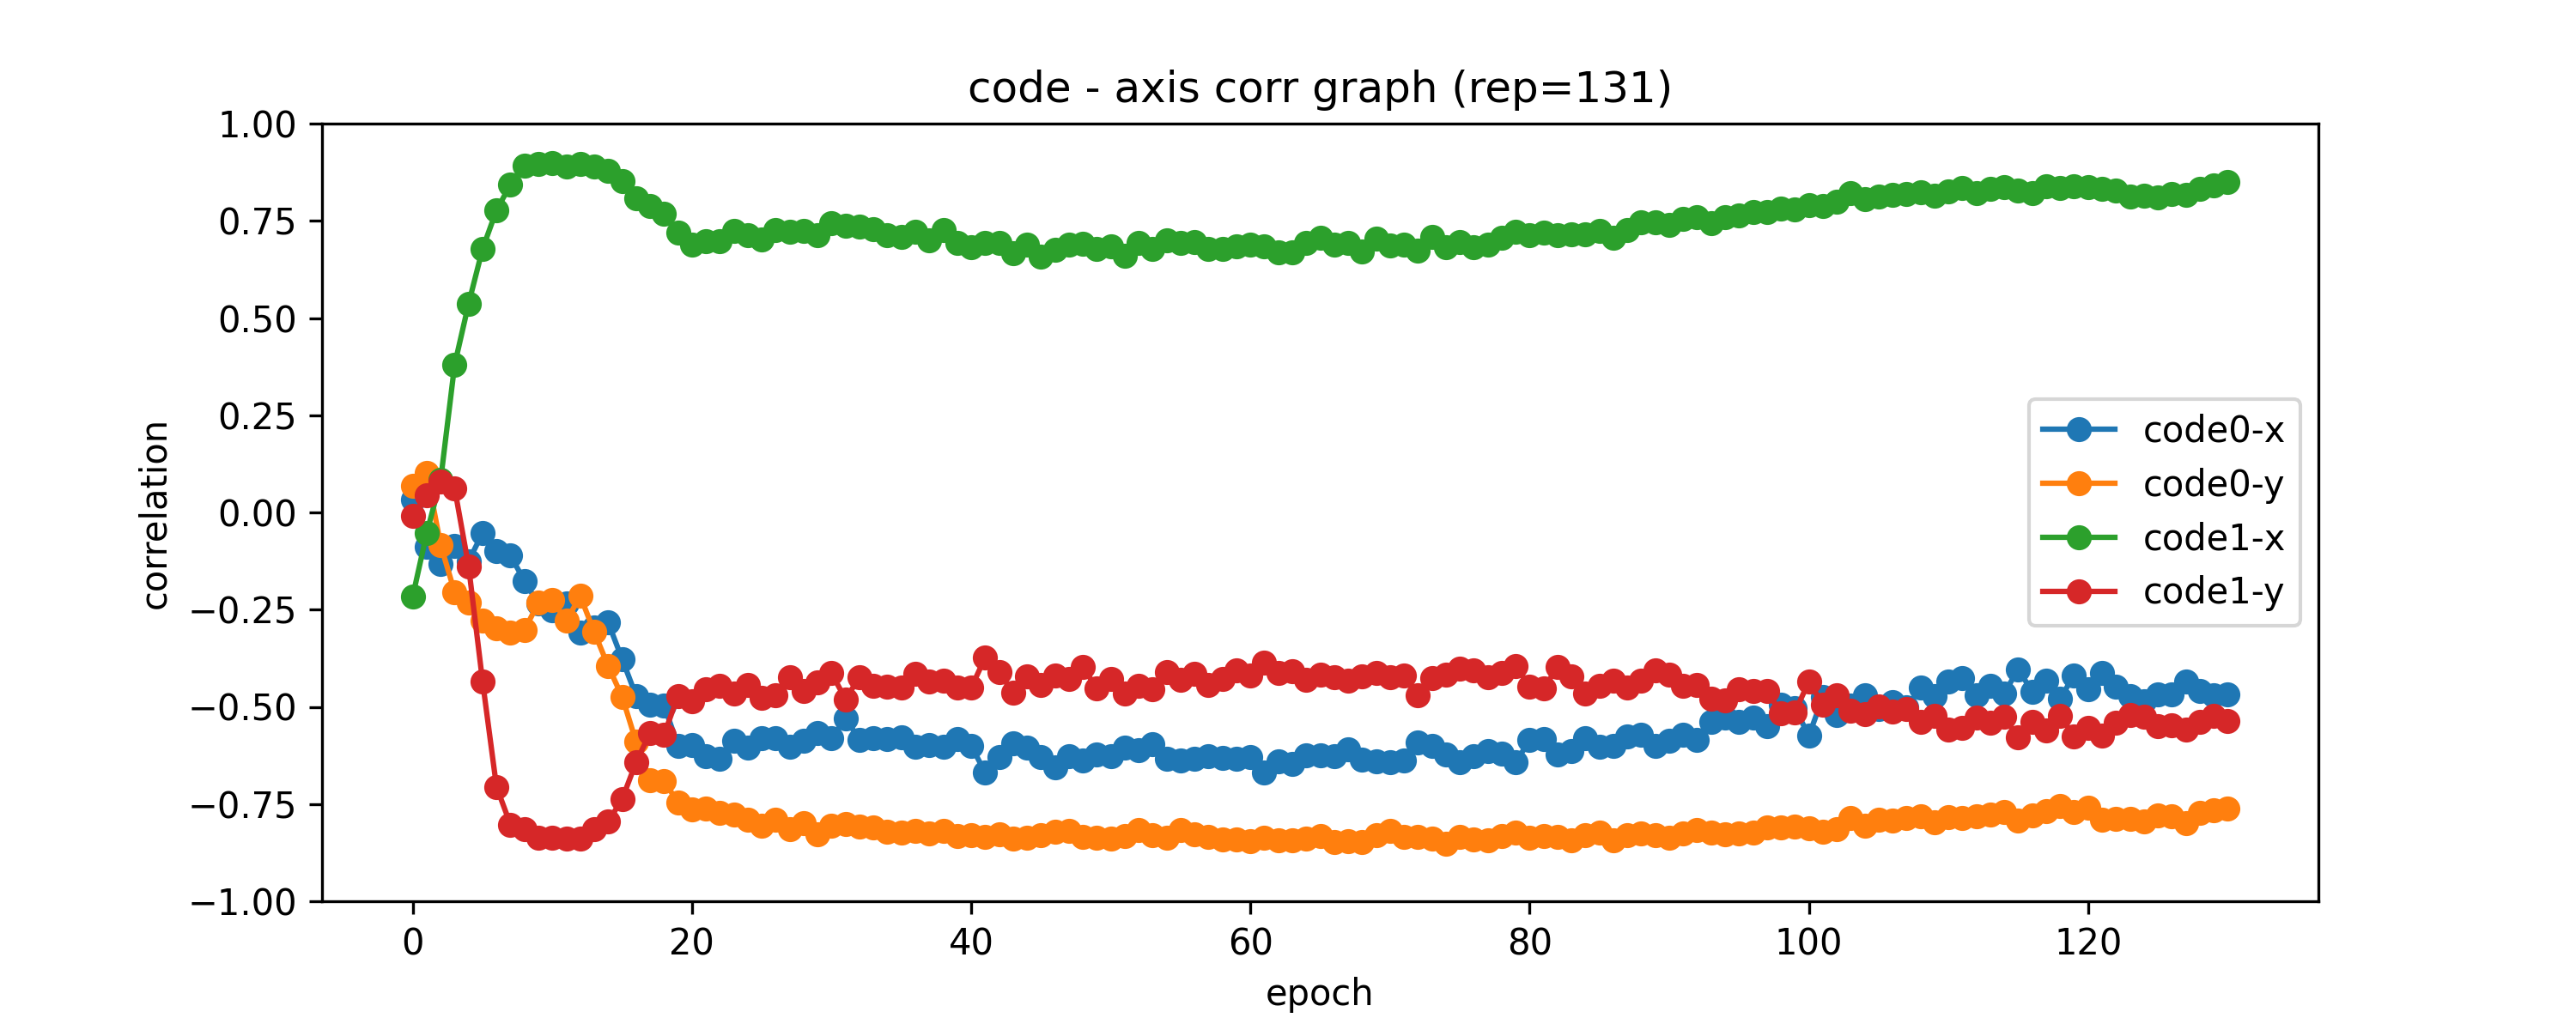 code - axis corr graph (rep=131)
1.00
0.75
0.50
0.25
0.00
−0.25
−0.50
−0.75
−1.00
correlation
code0-x
code0-y
code1-x
code1-y
0 20 40 60 80 100 120
epoch